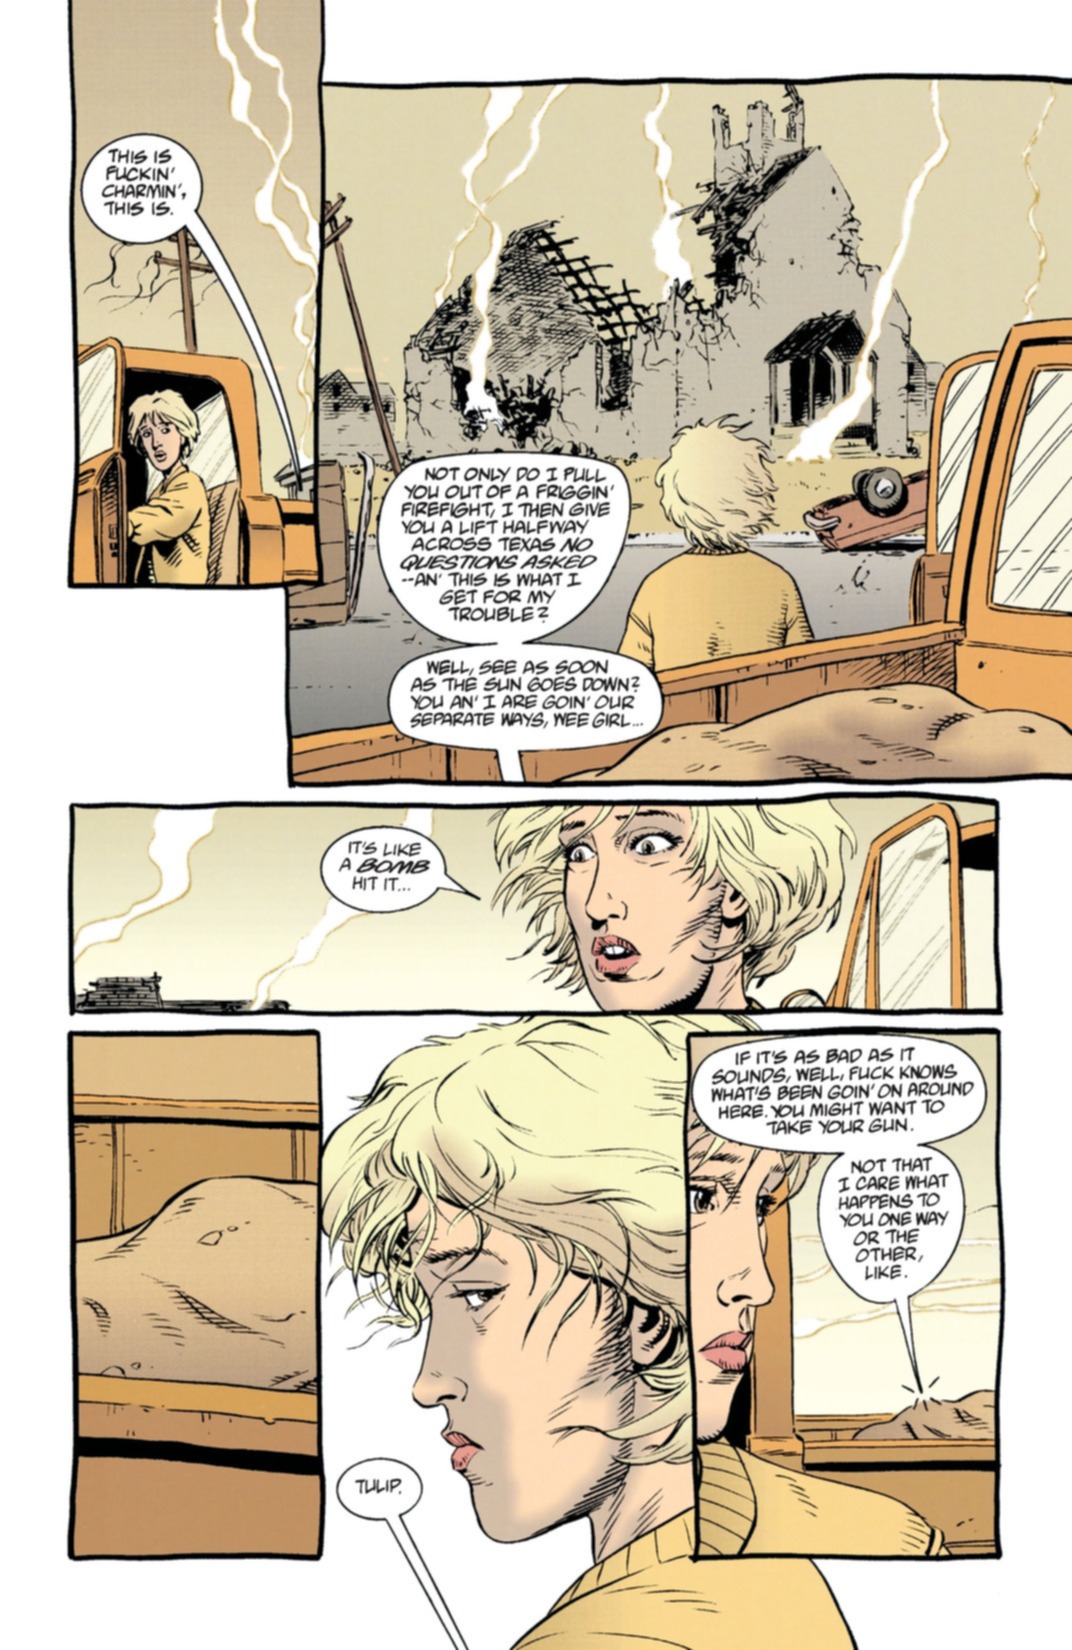 THIS IS
FUCKIN'
CHARMIN',
THIS IS.
NOT ONLY DO I PULL
YOU OUT OF A FRIGGIN'
FIREFIGHT, I THEN GIVE
YOU A LIFT HALFWAY
ACROSS TEXAS NO
QUESTIONS ASKED
--AN' THIS IS WHAT I
GET FOR MY
TROUBLE?
WELL, SEE AS SOON
AS THE SUN GOES DOWN?
YOU AN' I ARE GOIN' OUR
SEPARATE WAYS, WEE GIRL...
IT'S LIKE
A BOMB
HIT IT...
TULIP.
IF IT'S AS BAD AS IT
SOUNDS, WELL, FUCK KNOWS
WHAT'S BEEN GOIN' ON AROUND
HERE. YOU MIGHT WANT TO
TAKE YOUR GUN.
NOT THAT
I CARE WHAT
HAPPENS TO
YOU ONE WAY
OR THE
OTHER,
LIKE.